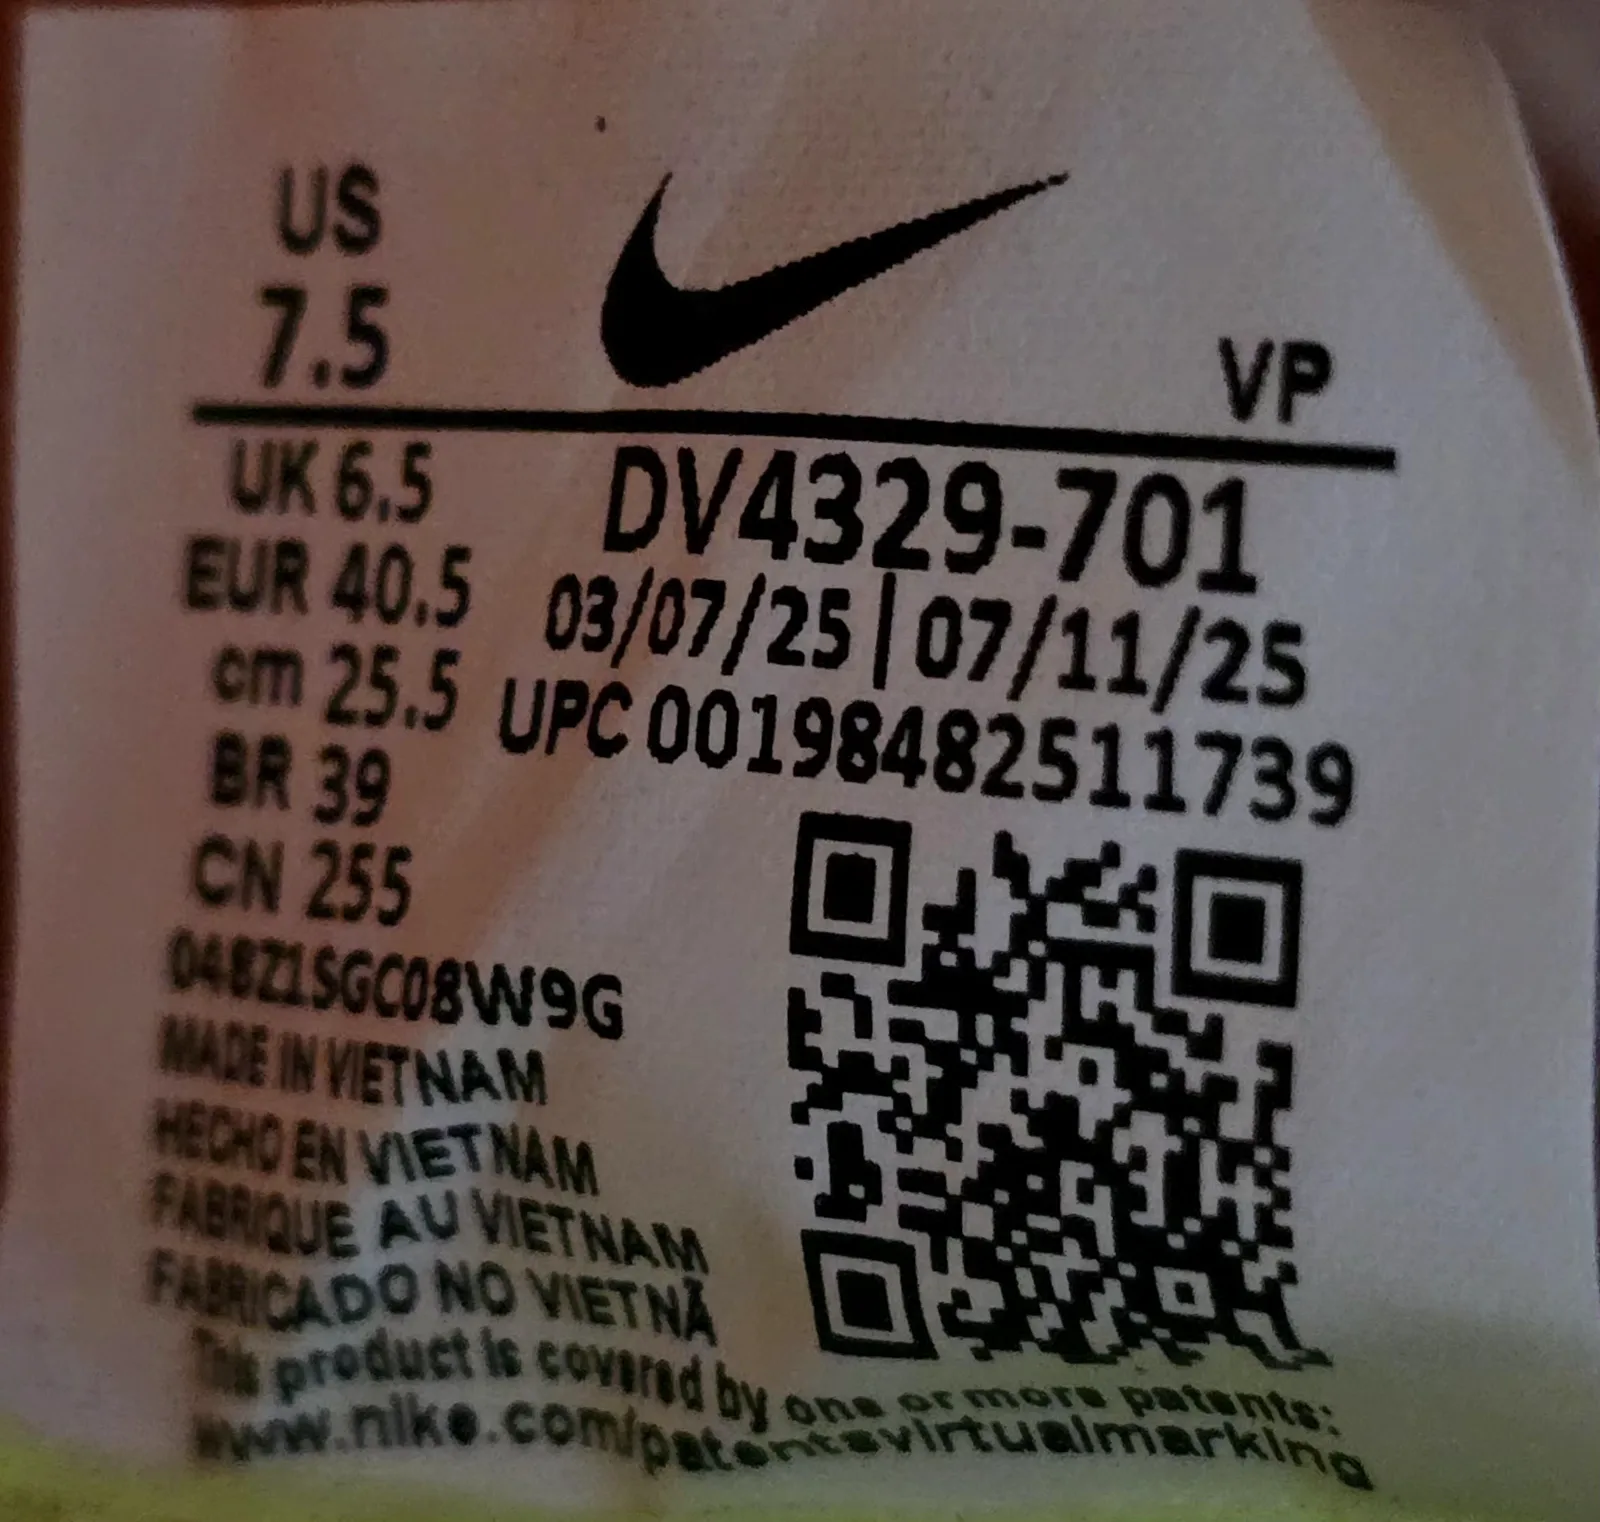 US
7.5
VP
UK 6.5
EUR 40.5
cm 25.5
BR 39
CN 255
DV4329-701
03/07/25 | 07/11/25
UPC 00198482511739
048Z1SGC08W9G
MADE IN VIETNAM
HECHO EN VIETNAM
FABRIQUE AU VIETNAM
FABRICADO NO VIETNÃ
This product is covered by one or more patents:
www.nike.com/patentsvirtualmarking